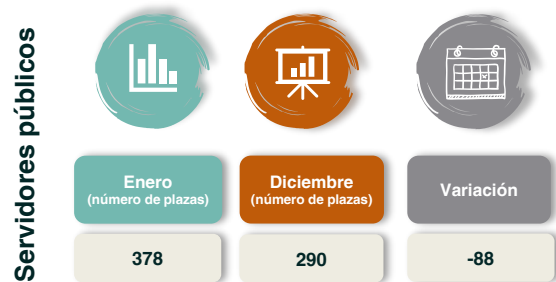 Servidores públicos
Enero
(número de plazas)
Diciembre
(número de plazas)
Variación
378
290
-88